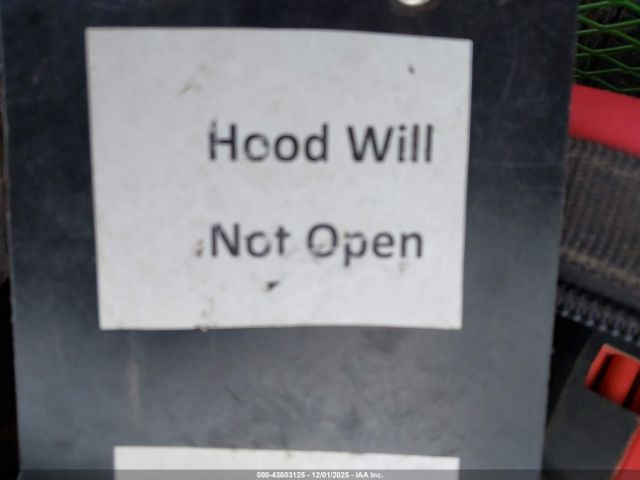 Hood Will
Not Open
000-43803125 - 12/01/2025 - IAA Inc.